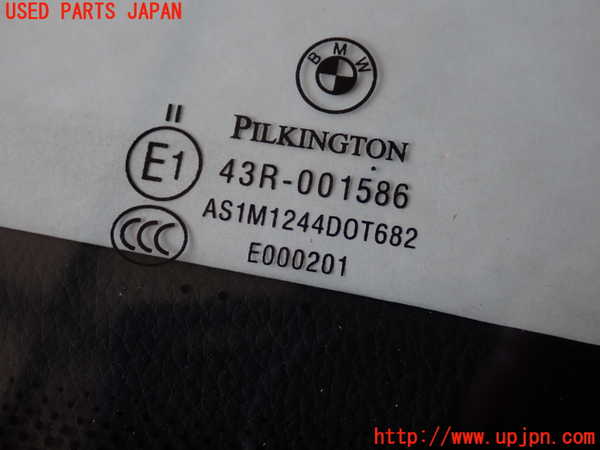 USED PARTS JAPAN
BMW
II
PILKINGTON
E1
43R-001586
AS1M1244DOT682
CCC
E000201
http://www.upjpn.com/